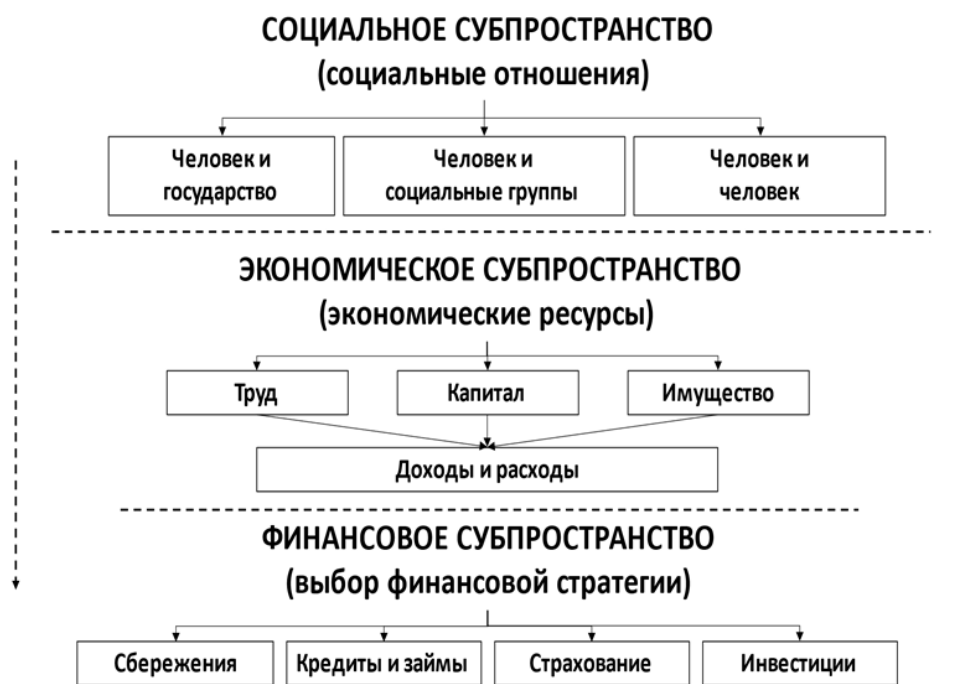 СОЦИАЛЬНОЕ СУБПРОСТРАНСТВО
(социальные отношения)
Человек и
государство
Человек и
социальные группы
Человек и
человек
ЭКОНОМИЧЕСКОЕ СУБПРОСТРАНСТВО
(экономические ресурсы)
Труд
Капитал
Имущество
Доходы и расходы
ФИНАНСОВОЕ СУБПРОСТРАНСТВО
(выбор финансовой стратегии)
Сбережения
Кредиты и займы
Страхование
Инвестиции